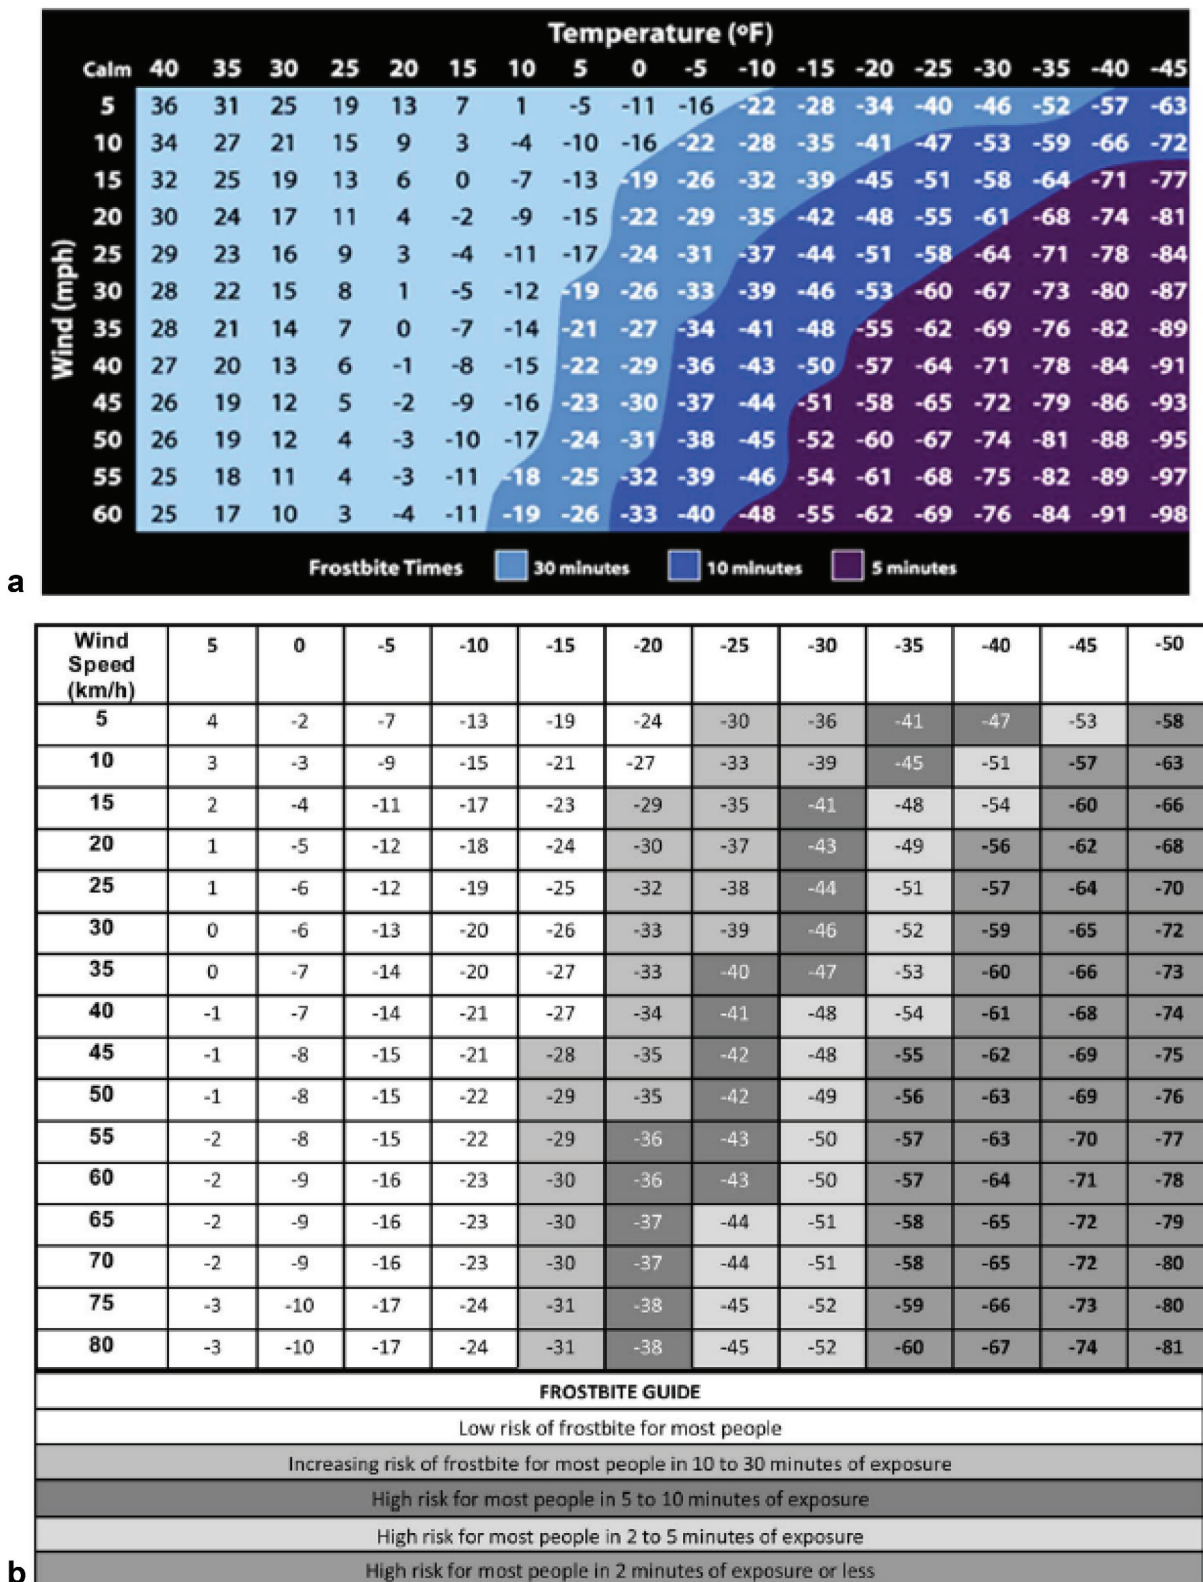 Temperature (°F)
Calm 40 35 30 25 20 15 10 5 0 -5 -10 -15 -20 -25 -30 -35 -40 -45
5 36 31 25 19 13 7 1 -5 -11 -16 -22 -28 -34 -40 -46 -52 -57 -63
10 34 27 21 15 9 3 -4 -10 -16 -22 -28 -35 -41 -47 -53 -59 -66 -72
15 32 25 19 13 6 0 -7 -13 -19 -26 -32 -39 -45 -51 -58 -64 -71 -77
20 30 24 17 11 4 -2 -9 -15 -22 -29 -35 -42 -48 -55 -61 -68 -74 -81
Wind (mph)
25 29 23 16 9 3 -4 -11 -17 -24 -31 -37 -44 -51 -58 -64 -71 -78 -84
30 28 22 15 8 1 -5 -12 -19 -26 -33 -39 -46 -53 -60 -67 -73 -80 -87
35 28 21 14 7 0 -7 -14 -21 -27 -34 -41 -48 -55 -62 -69 -76 -82 -89
40 27 20 13 6 -1 -8 -15 -22 -29 -36 -43 -50 -57 -64 -71 -78 -84 -91
45 26 19 12 5 -2 -9 -16 -23 -30 -37 -44 -51 -58 -65 -72 -79 -86 -93
50 26 19 12 4 -3 -10 -17 -24 -31 -38 -45 -52 -60 -67 -74 -81 -88 -95
55 25 18 11 4 -3 -11 -18 -25 -32 -39 -46 -54 -61 -68 -75 -82 -89 -97
60 25 17 10 3 -4 -11 -19 -26 -33 -40 -48 -55 -62 -69 -76 -84 -91 -98
Frostbite Times 30 minutes 10 minutes 5 minutes
a
Wind
Speed
(km/h)
5 0 -5 -10 -15 -20 -25 -30 -35 -40 -45 -50
5 4 -2 -7 -13 -19 -24 -30 -36 -41 -47 -53 -58
10 3 -3 -9 -15 -21 -27 -33 -39 -45 -51 -57 -63
15 2 -4 -11 -17 -23 -29 -35 -41 -48 -54 -60 -66
20 1 -5 -12 -18 -24 -30 -37 -43 -49 -56 -62 -68
25 1 -6 -12 -19 -25 -32 -38 -44 -51 -57 -64 -70
30 0 -6 -13 -20 -26 -33 -39 -46 -52 -59 -65 -72
35 0 -7 -14 -20 -27 -33 -40 -47 -53 -60 -66 -73
40 -1 -7 -14 -21 -27 -34 -41 -48 -54 -61 -68 -74
45 -1 -8 -15 -21 -28 -35 -42 -48 -55 -62 -69 -75
50 -1 -8 -15 -22 -29 -35 -42 -49 -56 -63 -69 -76
55 -2 -8 -15 -22 -29 -36 -43 -50 -57 -63 -70 -77
60 -2 -9 -16 -23 -30 -36 -43 -50 -57 -64 -71 -78
65 -2 -9 -16 -23 -30 -37 -44 -51 -58 -65 -72 -79
70 -2 -9 -16 -23 -30 -37 -44 -51 -58 -65 -72 -80
75 -3 -10 -17 -24 -31 -38 -45 -52 -59 -66 -73 -80
80 -3 -10 -17 -24 -31 -38 -45 -52 -60 -67 -74 -81
FROSTBITE GUIDE
Low risk of frostbite for most people
Increasing risk of frostbite for most people in 10 to 30 minutes of exposure
High risk for most people in 5 to 10 minutes of exposure
High risk for most people in 2 to 5 minutes of exposure
High risk for most people in 2 minutes of exposure or less
b